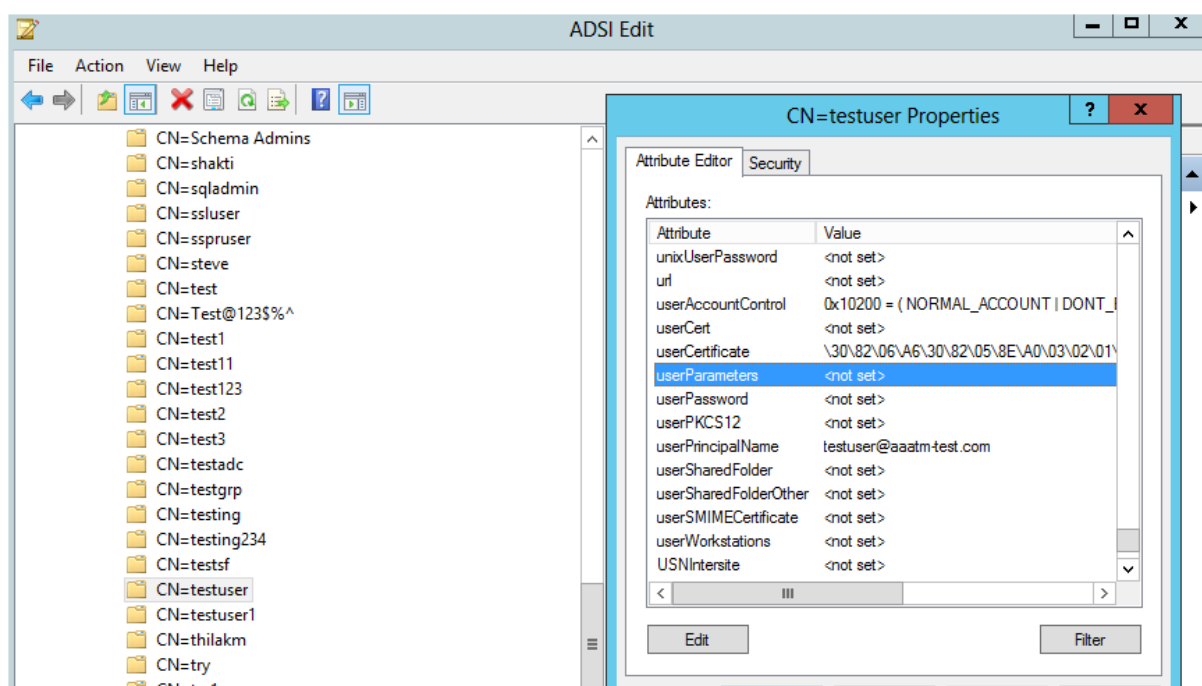 ADSI Edit
File Action View Help
CN=Schema Admins
CN=shakti
CN=sqladmin
CN=ssluser
CN=sspruser
CN=steve
CN=test
CN=Test@123$%^
CN=test1
CN=test11
CN=test123
CN=test2
CN=test3
CN=testadc
CN=testgrp
CN=testing
CN=testing234
CN=testsf
CN=testuser
CN=testuser1
CN=thilakm
CN=try
CN=testuser Properties
Attribute Editor Security
Attributes:
Attribute Value
unixUserPassword <not set>
url <not set>
userAccountControl 0x10200 = ( NORMAL_ACCOUNT | DONT_
userCert <not set>
userCertificate \30\82\06\A6\30\82\05\8E\A0\03\02\01\
userParameters <not set>
userPassword <not set>
userPKCS12 <not set>
userPrincipalName testuser@aaatm-test.com
userSharedFolder <not set>
userSharedFolderOther <not set>
userSMIMECertificate <not set>
userWorkstations <not set>
USNIntersite <not set>
Edit Filter